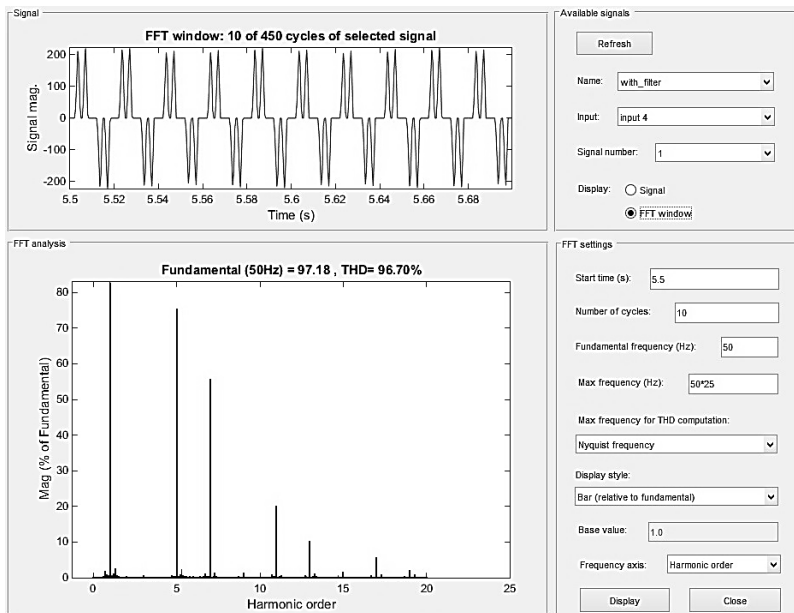 Signal
FFT window: 10 of 450 cycles of selected signal
200
100
0
-100
-200
Signal mag.
5.5 5.52 5.54 5.56 5.58 5.6 5.62 5.64 5.66 5.68
Time (s)
Available signals
Refresh
Name: with_filter
Input: input 4
Signal number: 1
Display: Signal
FFT window
FFT analysis
Fundamental (50Hz) = 97.18 , THD= 96.70%
80
70
60
50
40
30
20
10
0
Mag (% of Fundamental)
0 5 10 15 20 25
Harmonic order
FFT settings
Start time (s): 5.5
Number of cycles: 10
Fundamental frequency (Hz): 50
Max frequency (Hz): 50*25
Max frequency for THD computation:
Nyquist frequency
Display style:
Bar (relative to fundamental)
Base value: 1.0
Frequency axis: Harmonic order
Display Close